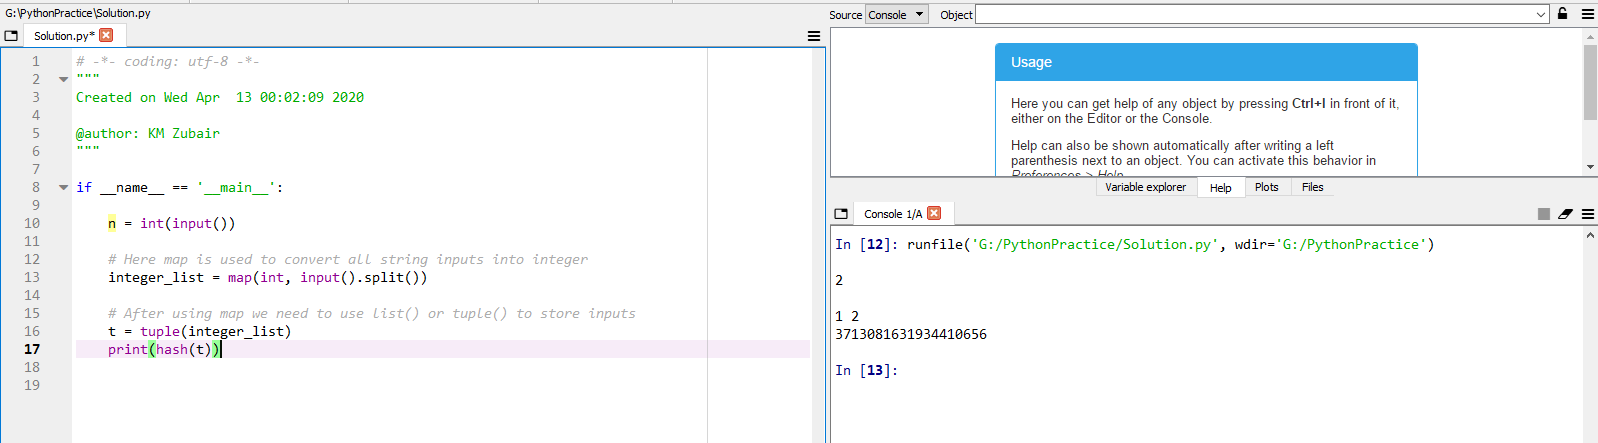 G:\PythonPractice\Solution.py
Solution.py*
1 # -*- coding: utf-8 -*-
2 """
3 Created on Wed Apr  13 00:02:09 2020
4
5 @author: KM Zubair
6 """
7
8 if __name__ == '__main__':
9
10     n = int(input())
11
12     # Here map is used to convert all string inputs into integer
13     integer_list = map(int, input().split())
14
15     # After using map we need to use list() or tuple() to store inputs
16     t = tuple(integer_list)
17     print(hash(t))
18
19
Source Console Object
Usage
Here you can get help of any object by pressing Ctrl+I in front of it,
either on the Editor or the Console.
Help can also be shown automatically after writing a left
parenthesis next to an object. You can activate this behavior in
Preferences > Help.
Variable explorer Help Plots Files
Console 1/A
In [12]: runfile('G:/PythonPractice/Solution.py', wdir='G:/PythonPractice')
2
1 2
3713081631934410656
In [13]: